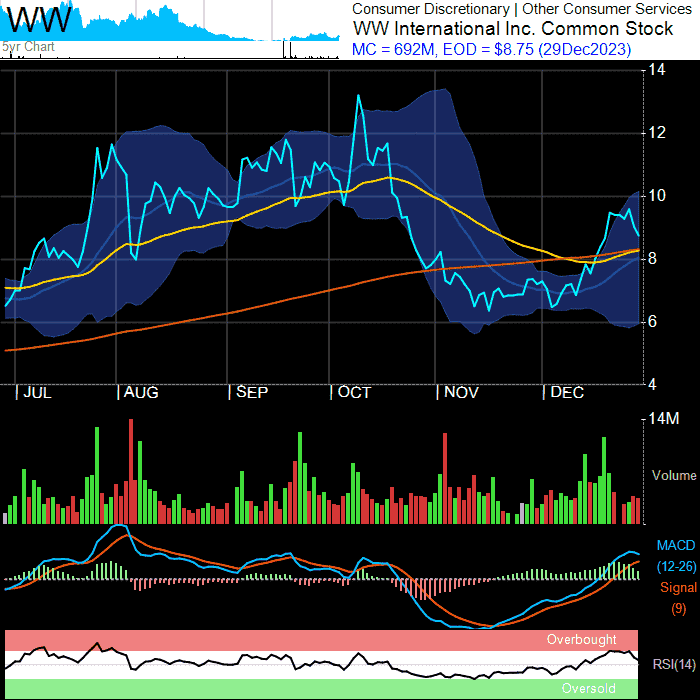 WW
5yr Chart
Consumer Discretionary | Other Consumer Services
WW International Inc. Common Stock
MC = 692M, EOD = $8.75 (29Dec2023)
14
12
10
8
6
4
JUL AUG SEP OCT NOV DEC
14M
Volume
MACD
(12-26)
Signal
(9)
Overbought
RSI(14)
Oversold